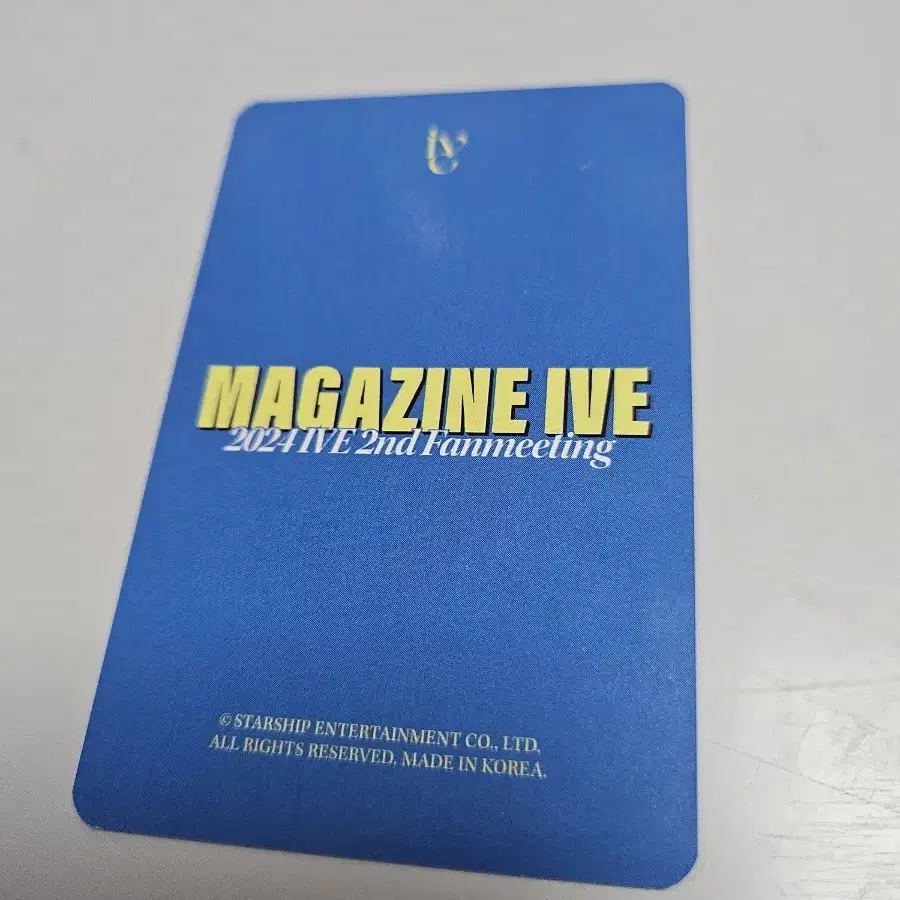 IVE
MAGAZINE IVE
2024 IVE 2nd Fanmeeting
© STARSHIP ENTERTAINMENT CO., LTD.
ALL RIGHTS RESERVED. MADE IN KOREA.